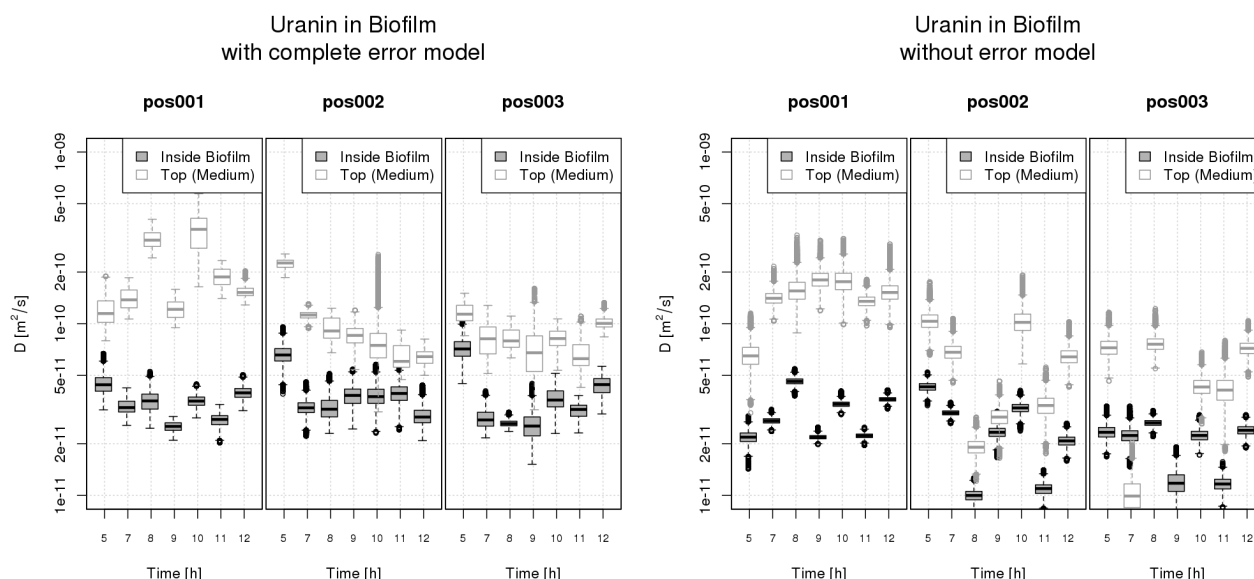 Uranin in Biofilm
with complete error model
pos001
pos002
pos003
Inside Biofilm
Top (Medium)
Inside Biofilm
Top (Medium)
Inside Biofilm
Top (Medium)
D [m²/s]
1e-09
5e-10
2e-10
1e-10
5e-11
2e-11
1e-11
5 7 8 9 10 11 12
5 7 8 9 10 11 12
5 7 8 9 10 11 12
Time [h]
Time [h]
Time [h]
Uranin in Biofilm
without error model
pos001
pos002
pos003
Inside Biofilm
Top (Medium)
Inside Biofilm
Top (Medium)
Inside Biofilm
Top (Medium)
D [m²/s]
1e-09
5e-10
2e-10
1e-10
5e-11
2e-11
1e-11
5 7 8 9 10 11 12
5 7 8 9 10 11 12
5 7 8 9 10 11 12
Time [h]
Time [h]
Time [h]